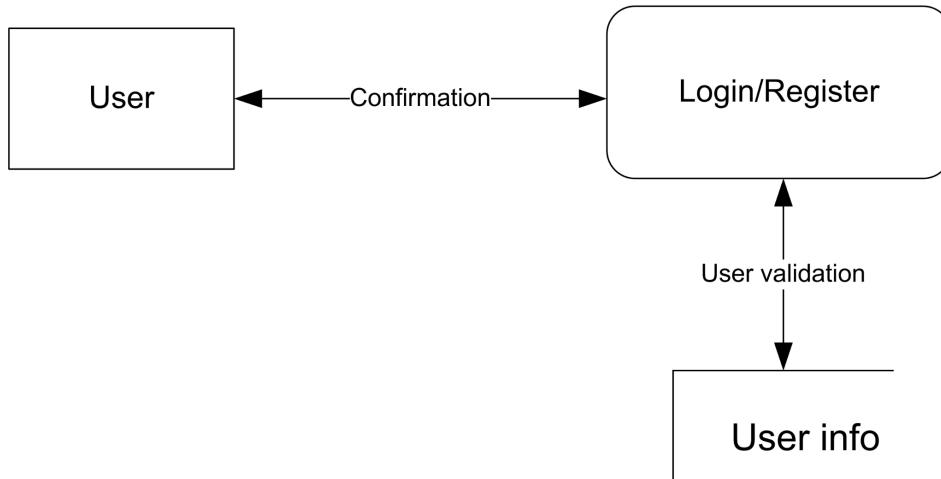 User
Confirmation
Login/Register
User validation
User info